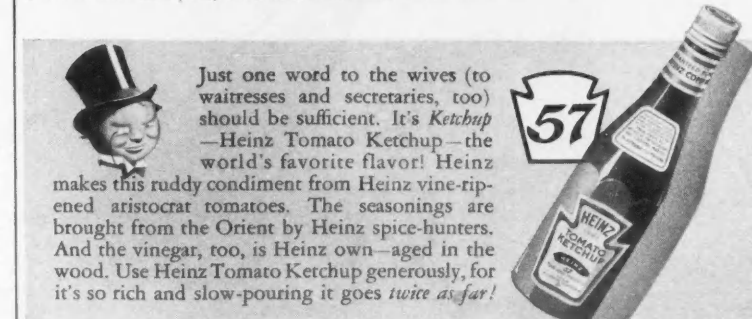 Just one word to the wives (to
waitresses and secretaries, too)
should be sufficient. It's Ketchup
—Heinz Tomato Ketchup—the
world's favorite flavor! Heinz
makes this ruddy condiment from Heinz vine-rip-
ened aristocrat tomatoes. The seasonings are
brought from the Orient by Heinz spice-hunters.
And the vinegar, too, is Heinz own—aged in the
wood. Use Heinz Tomato Ketchup generously, for
it's so rich and slow-pouring it goes twice as far!
57
HEINZ
TOMATO
KETCHUP
HEINZ
57